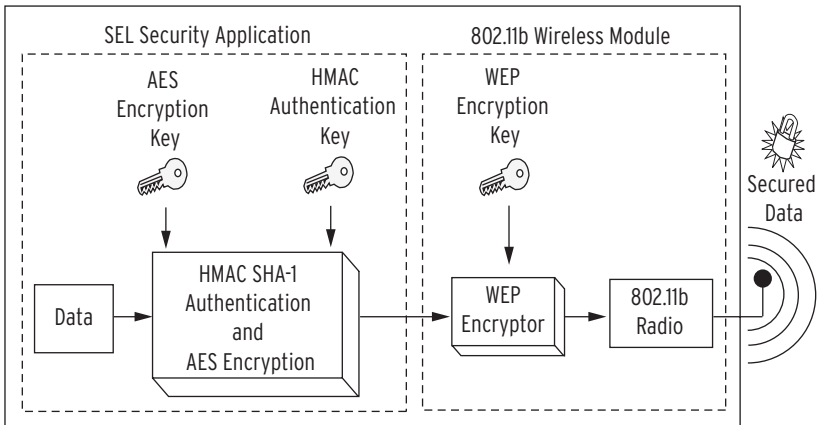 SEL Security Application
802.11b Wireless Module
AES
Encryption
Key
HMAC
Authentication
Key
WEP
Encryption
Key
Secured
Data
Data
HMAC SHA-1
Authentication
and
AES Encryption
WEP
Encryptor
802.11b
Radio